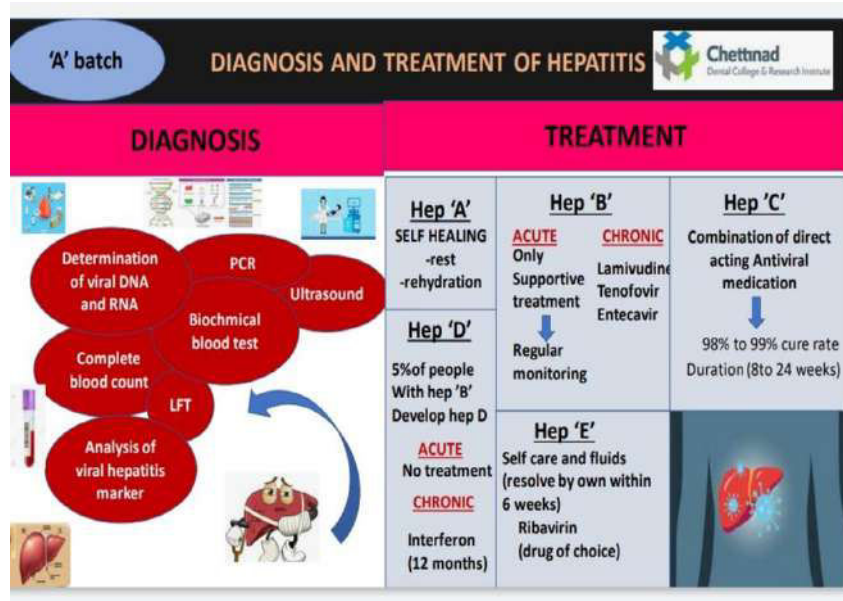 'A' batch
DIAGNOSIS AND TREATMENT OF HEPATITIS
Chettinad
Dental College & Research Institute
DIAGNOSIS
Determination
of viral DNA
and RNA
PCR
Ultrasound
Biochmical
blood test
Complete
blood count
LFT
Analysis of
viral hepatitis
marker
TREATMENT
Hep 'A'
SELF HEALING
-rest
-rehydration
Hep 'B'
ACUTE
Only
Supportive
treatment
Regular
monitoring
CHRONIC
Lamivudine
Tenofovir
Entecavir
Hep 'C'
Combination of direct
acting Antiviral
medication
98% to 99% cure rate
Duration (8to 24 weeks)
Hep 'D'
5%of people
With hep 'B'
Develop hep D
ACUTE
No treatment
CHRONIC
Interferon
(12 months)
Hep 'E'
Self care and fluids
(resolve by own within
6 weeks)
Ribavirin
(drug of choice)